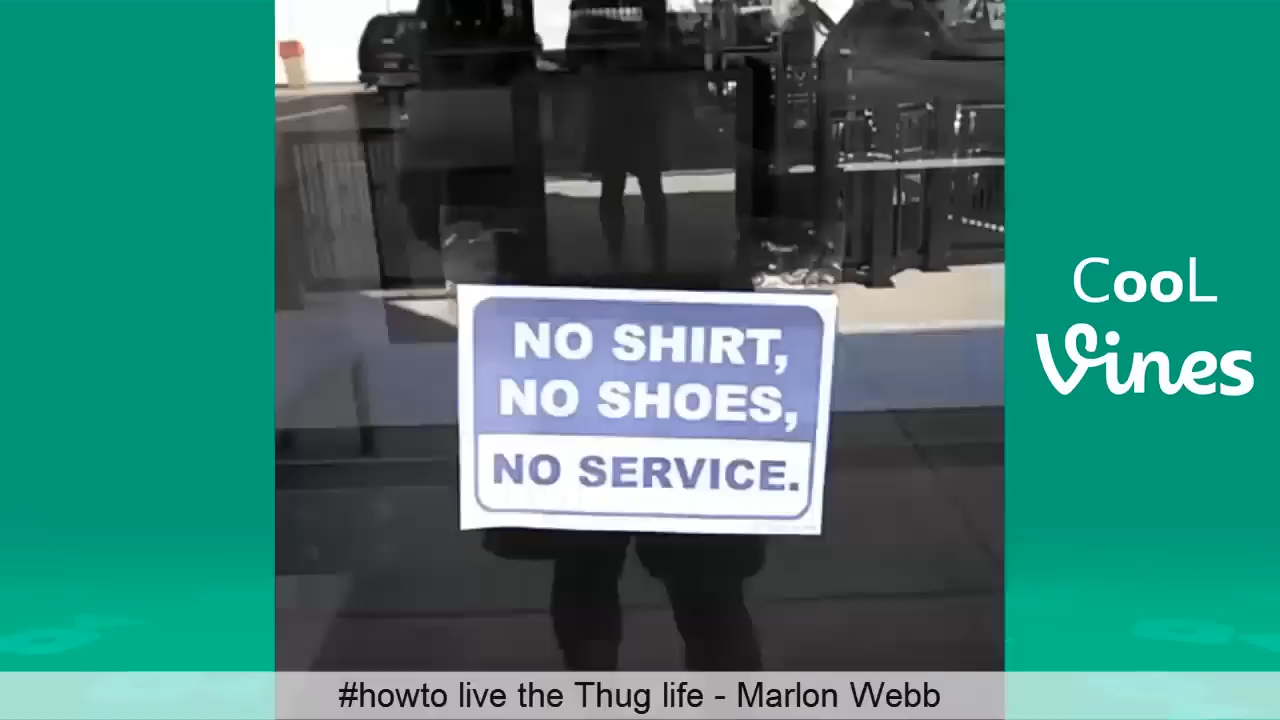 NO SHIRT,
NO SHOES,
NO SERVICE.
CooL
Vines
#howto live the Thug life - Marlon Webb